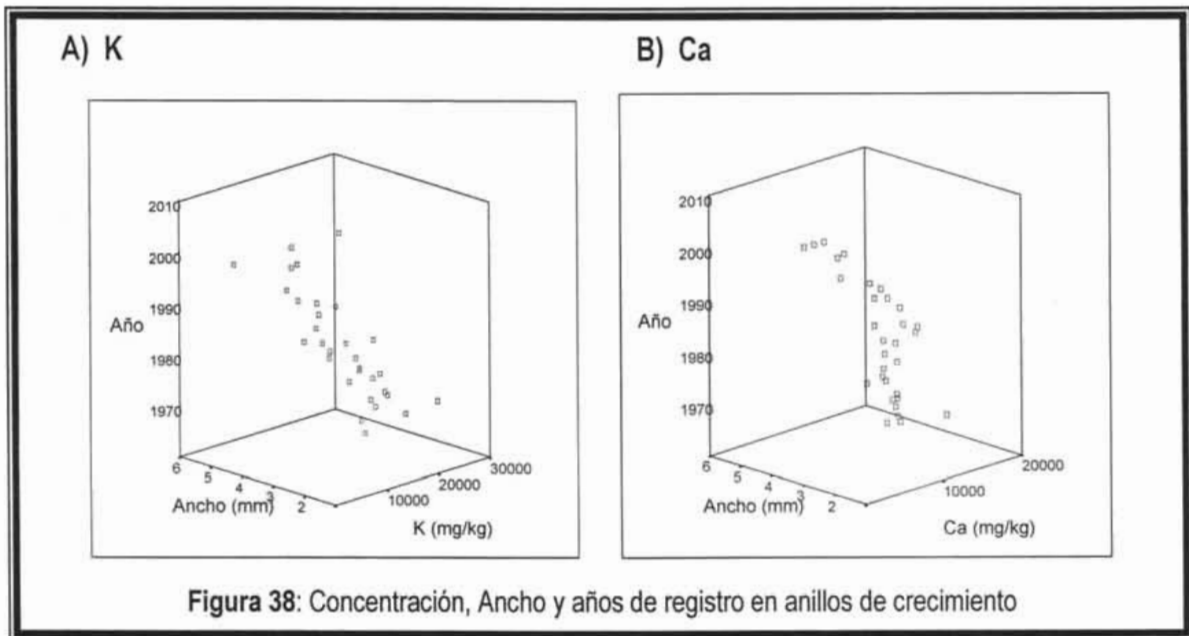 A) K
B) Ca
2010
2000
1990
Año
1980
1970
6
5
4
3
2
Ancho (mm)
10000
20000
30000
K (mg/kg)
2010
2000
1990
Año
1980
1970
6
5
4
3
2
Ancho (mm)
10000
20000
Ca (mg/kg)
Figura 38: Concentración, Ancho y años de registro en anillos de crecimiento